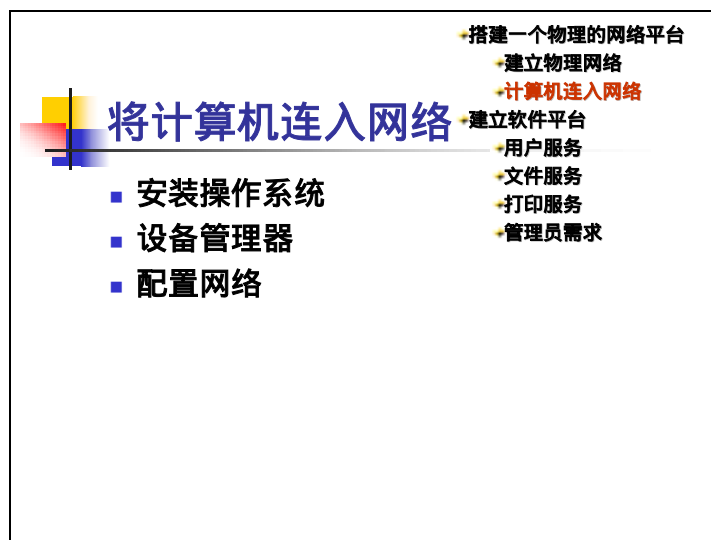 搭建一个物理的网络平台
建立物理网络
计算机连入网络
建立软件平台
用户服务
文件服务
打印服务
管理员需求
将计算机连入网络
安装操作系统
设备管理器
配置网络